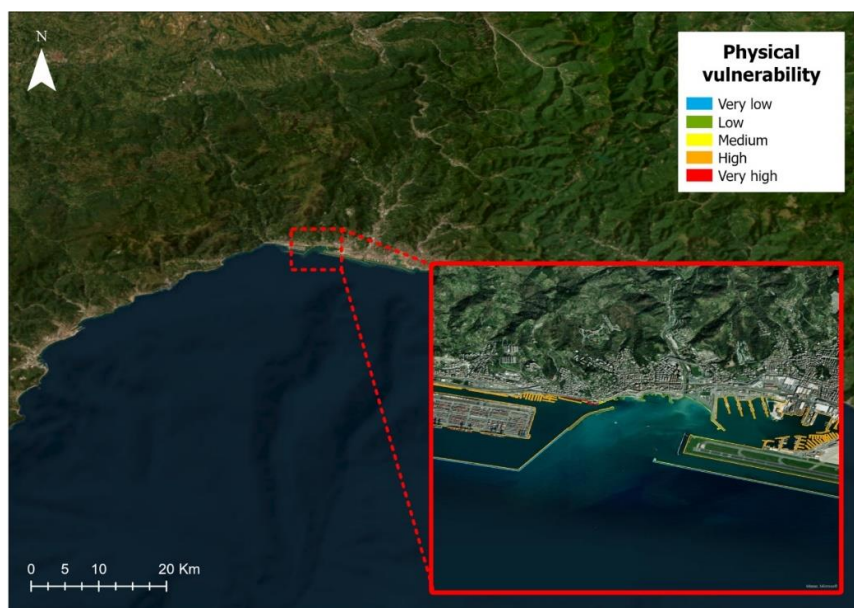 N
Physical
vulnerability
Very low
Low
Medium
High
Very high
0 5 10 20 Km